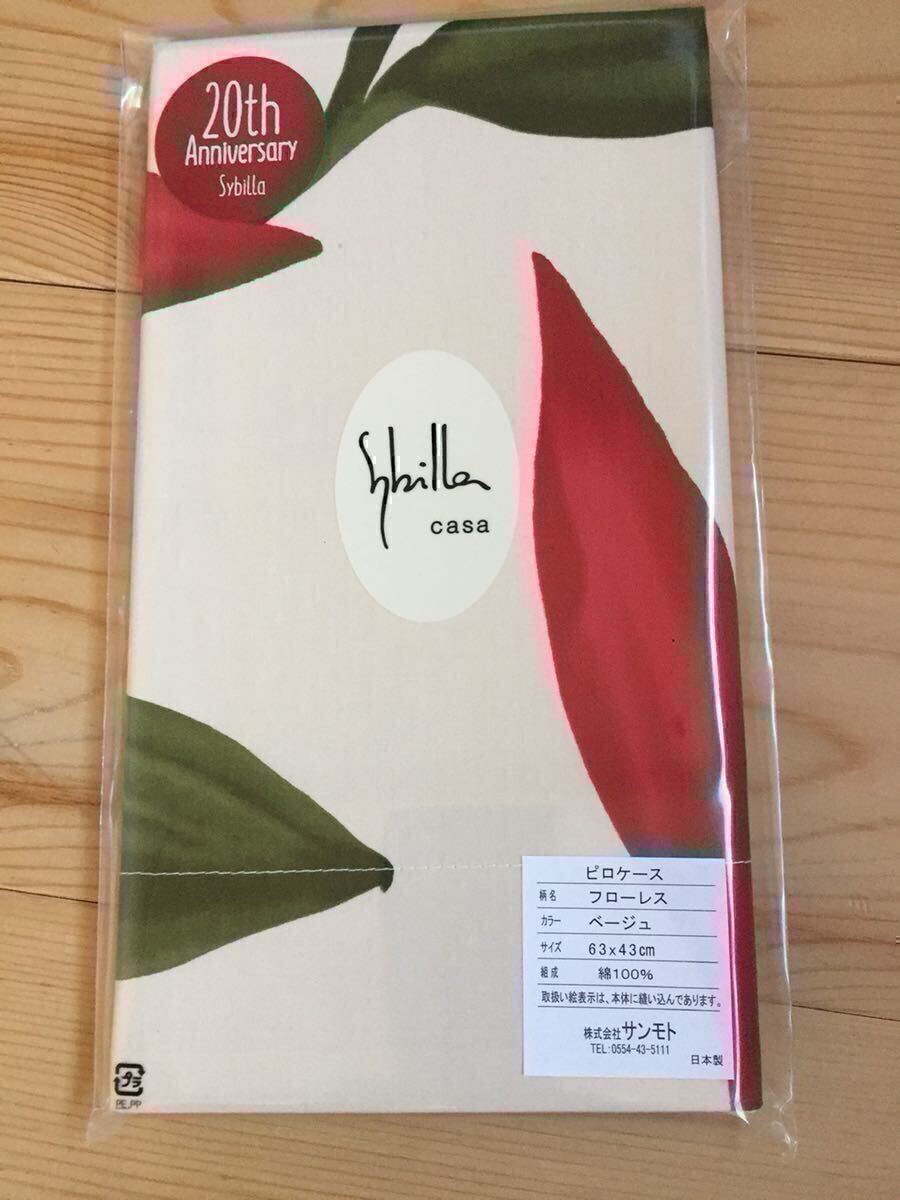 20th
Anniversary
Sybilla
Sybilla
casa
ピロケース
柄名 フローレス
カラー ベージュ
サイズ 63x43cm
組成 綿100%
取扱い絵表示は、本体に縫い込んであります。
株式会社サンモト
TEL:0554-43-5111
日本製
プラ
PE,PP